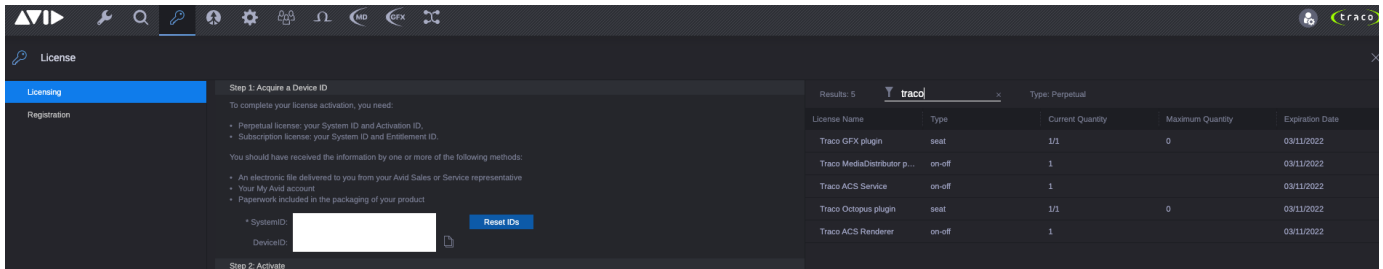 AVID
MD
GFX
traco
License
Licensing
Registration
Step 1: Acquire a Device ID
To complete your license activation, you need:
• Perpetual license: your System ID and Activation ID,
• Subscription license: your System ID and Entitlement ID.
You should have received the information by one or more of the following methods:
• An electronic file delivered to you from your Avid Sales or Service representative
• Your My Avid account
• Paperwork included in the packaging of your product
* SystemID:
Reset IDs
DeviceID:
Step 2: Activate
Results: 5 traco × Type: Perpetual
License Name Type Current Quantity Maximum Quantity Expiration Date
Traco GFX plugin seat 1/1 0 03/11/2022
Traco MediaDistributor p... on-off 1 03/11/2022
Traco ACS Service on-off 1 03/11/2022
Traco Octopus plugin seat 1/1 0 03/11/2022
Traco ACS Renderer on-off 1 03/11/2022